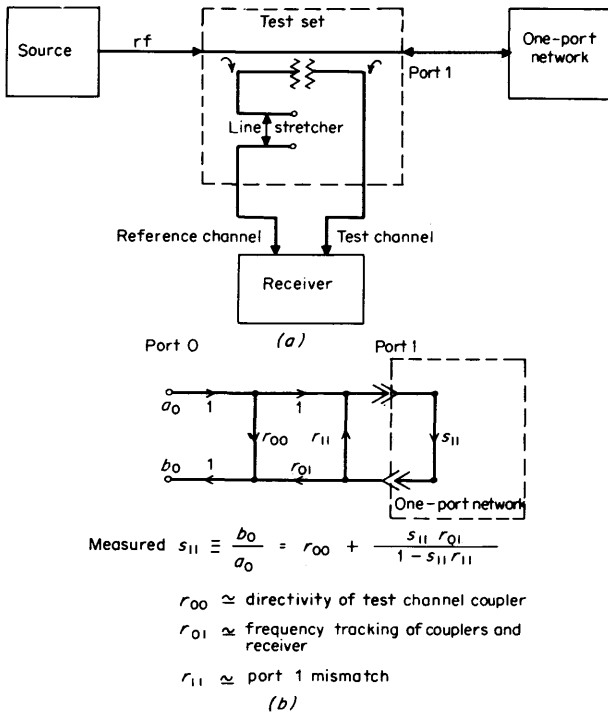 Test set
Source
rf
Port 1
One-port
network
Line stretcher
Reference channel
Test channel
Receiver
(a)
Port 0
Port 1
a₀
1
1
r₀₀
r₁₁
s₁₁
b₀
1
r₀₁
One-port network
Measured s₁₁ ≡ b₀/a₀ = r₀₀ + s₁₁ r₀₁/(1 − s₁₁ r₁₁)
r₀₀ ≃ directivity of test channel coupler
r₀₁ ≃ frequency tracking of couplers and
receiver
r₁₁ ≃ port 1 mismatch
(b)